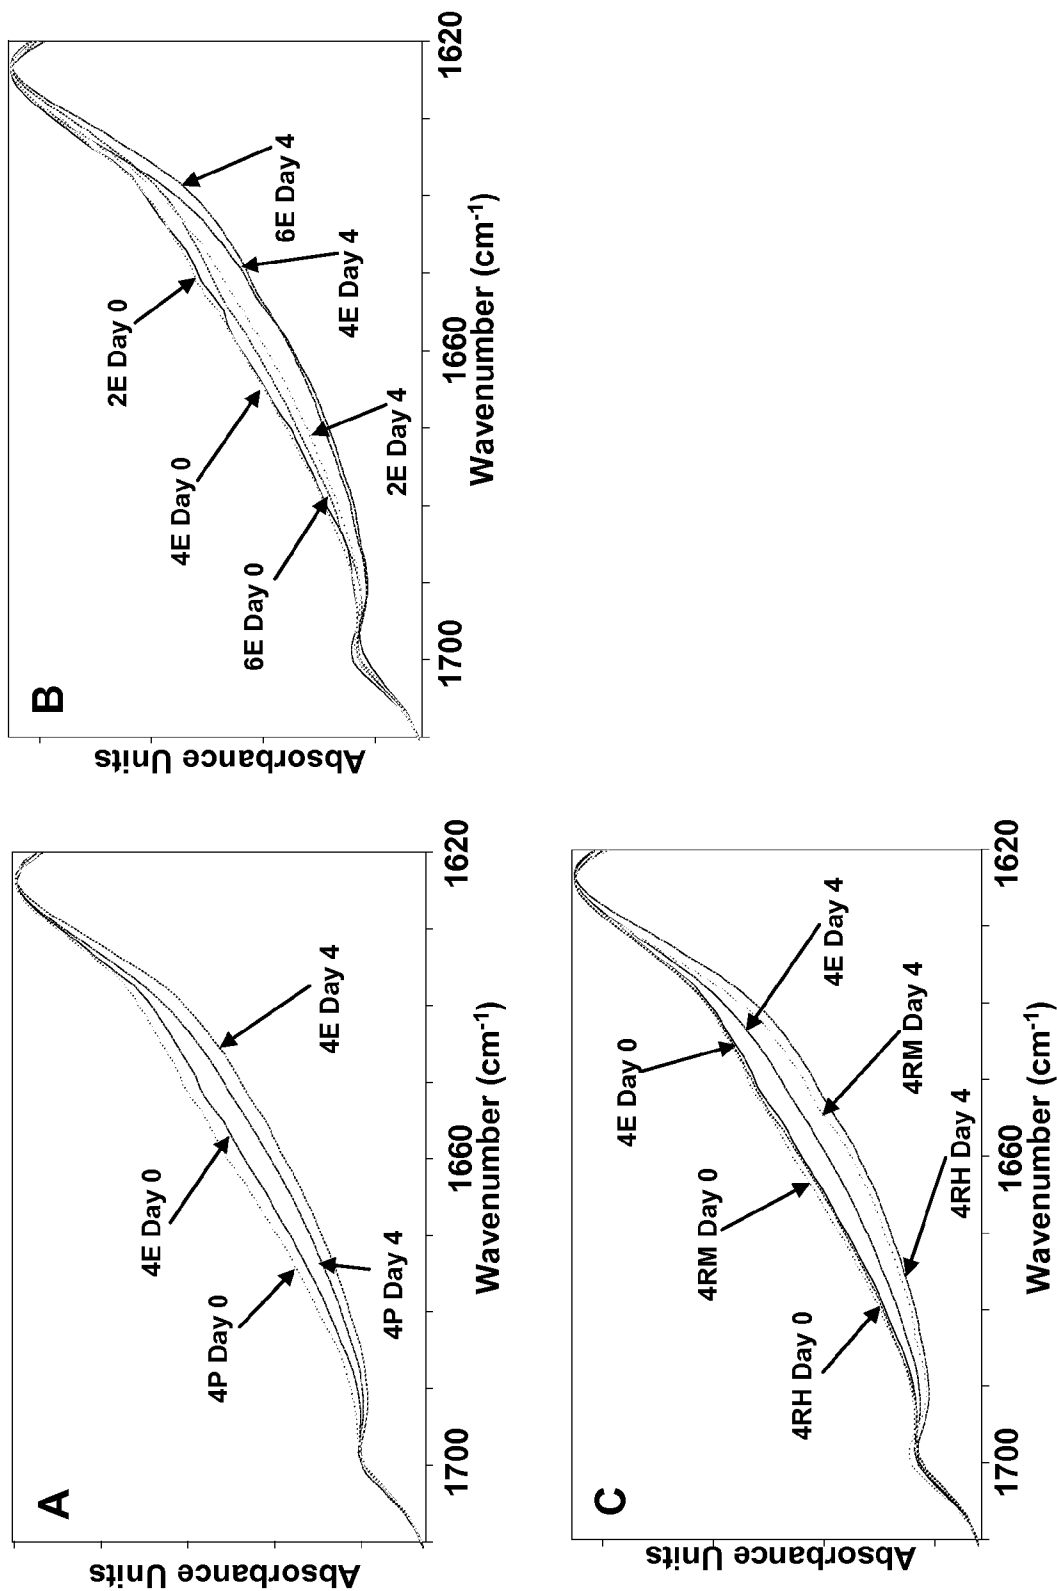 A
Absorbance Units
4P Day 0
4E Day 0
4P Day 4
4E Day 4
1700
1660
1620
Wavenumber (cm-1)
B
Absorbance Units
6E Day 0
4E Day 0
2E Day 0
2E Day 4
4E Day 4
6E Day 4
1700
1660
1620
Wavenumber (cm-1)
C
Absorbance Units
4RH Day 0
4RM Day 0
4E Day 0
4RH Day 4
4RM Day 4
4E Day 4
1700
1660
1620
Wavenumber (cm-1)